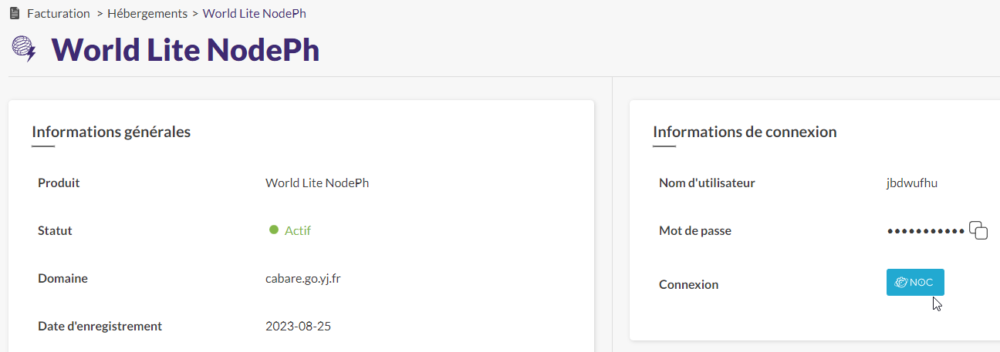 Facturation > Hébergements > World Lite NodePh
World Lite NodePh
Informations générales
Produit World Lite NodePh
Statut Actif
Domaine cabare.go.yj.fr
Date d'enregistrement 2023-08-25
Informations de connexion
Nom d'utilisateur jbdwufhu
Mot de passe •••••••••••
Connexion NOC